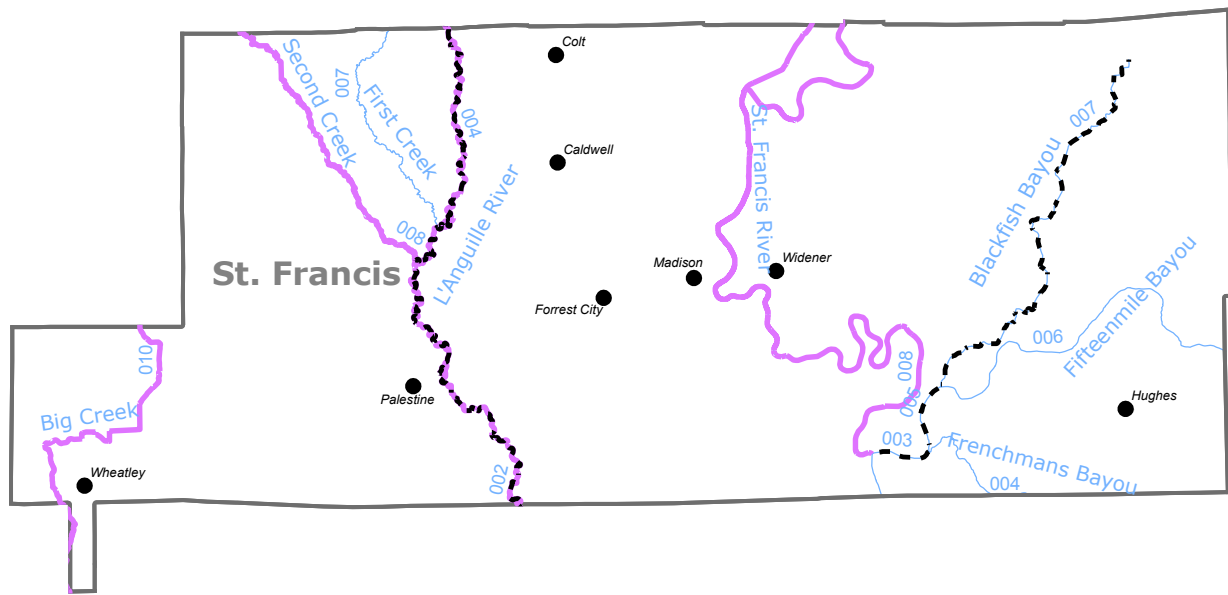 Colt
Second Creek
007
First Creek
004
St. Francis River
007
Caldwell
Blackfish Bayou
L'Anguille River
008
St. Francis
Madison
Widener
Forrest City
Fifteenmile Bayou
006
010
008
005
Palestine
Hughes
Big Creek
003
Frenchmans Bayou
Wheatley
002
004